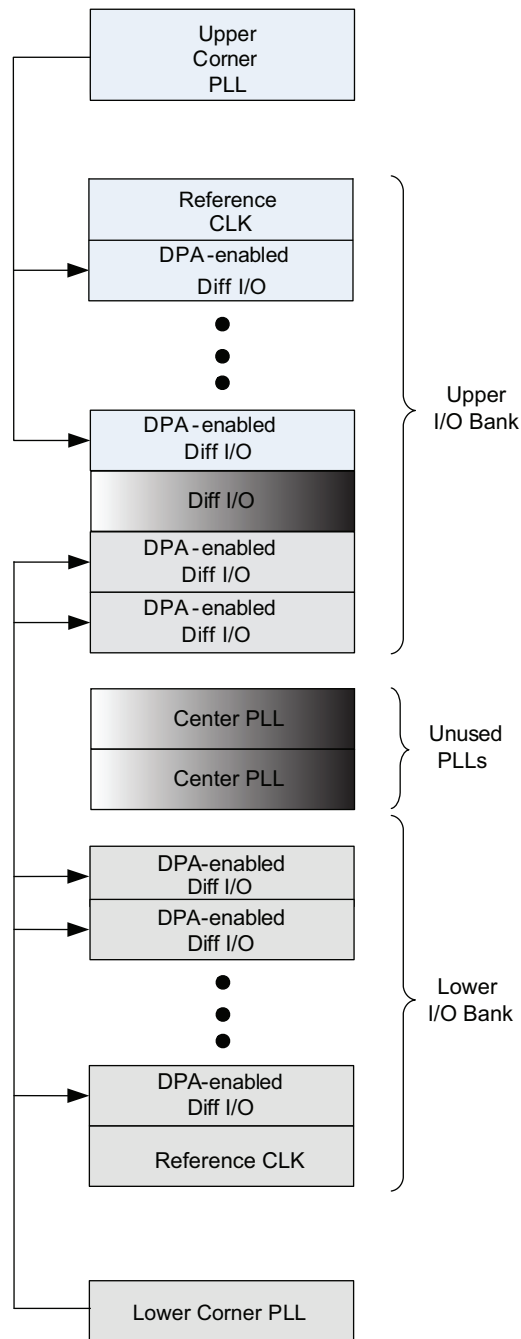 Upper
Corner
PLL
Reference
CLK
DPA-enabled
Diff I/O
DPA-enabled
Diff I/O
Diff I/O
DPA-enabled
Diff I/O
DPA-enabled
Diff I/O
Upper
I/O Bank
Center PLL
Center PLL
Unused
PLLs
DPA-enabled
Diff I/O
DPA-enabled
Diff I/O
DPA-enabled
Diff I/O
Reference CLK
Lower
I/O Bank
Lower Corner PLL